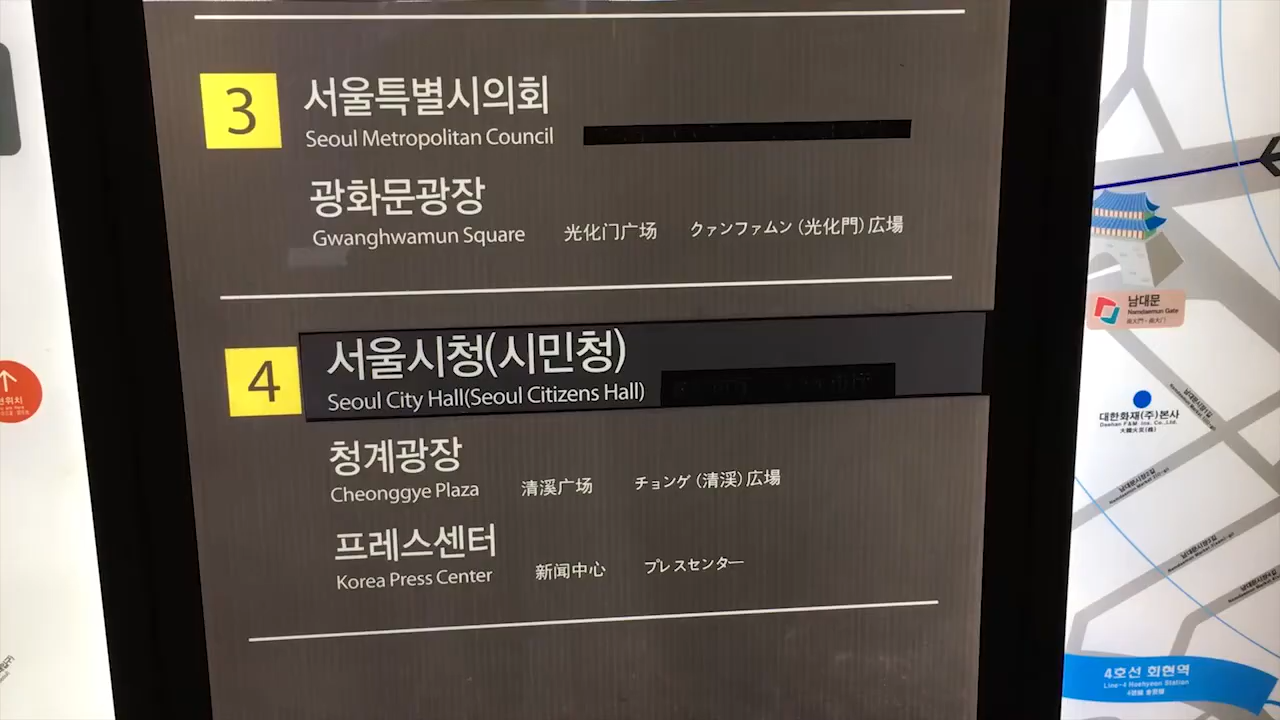 3
서울특별시의회
Seoul Metropolitan Council
광화문광장
Gwanghwamun Square 光化门广场 クァンファムン(光化門)広場
4
서울시청(시민청)
Seoul City Hall(Seoul Citizens Hall)
청계광장
Cheonggye Plaza 清溪广场 チョンゲ(清渓)広場
프레스센터
Korea Press Center 新闻中心 プレスセンター
남대문
Namdaemun Gate
대한화재(주)본사
Daehan F&M Ins. Co.,Ltd.
4호선 회현역
Line-4 Hoehyeon Station